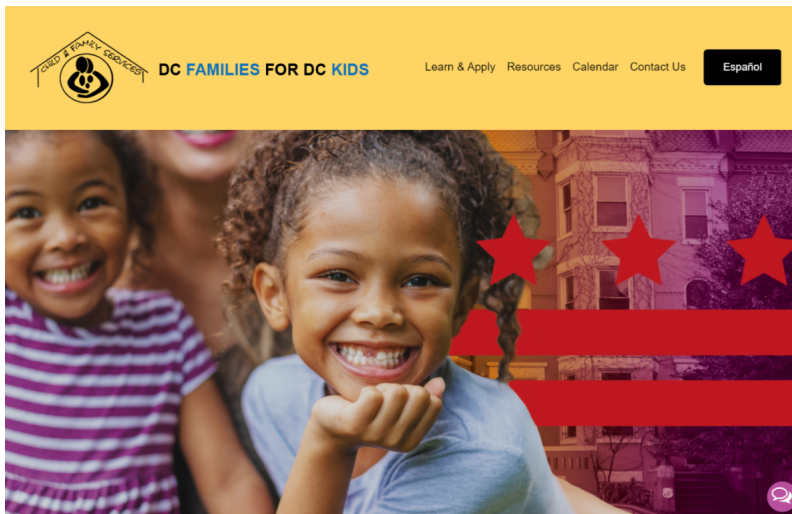 CHILD & FAMILY SERVICES
DC FAMILIES FOR DC KIDS
Learn & Apply
Resources
Calendar
Contact Us
Español